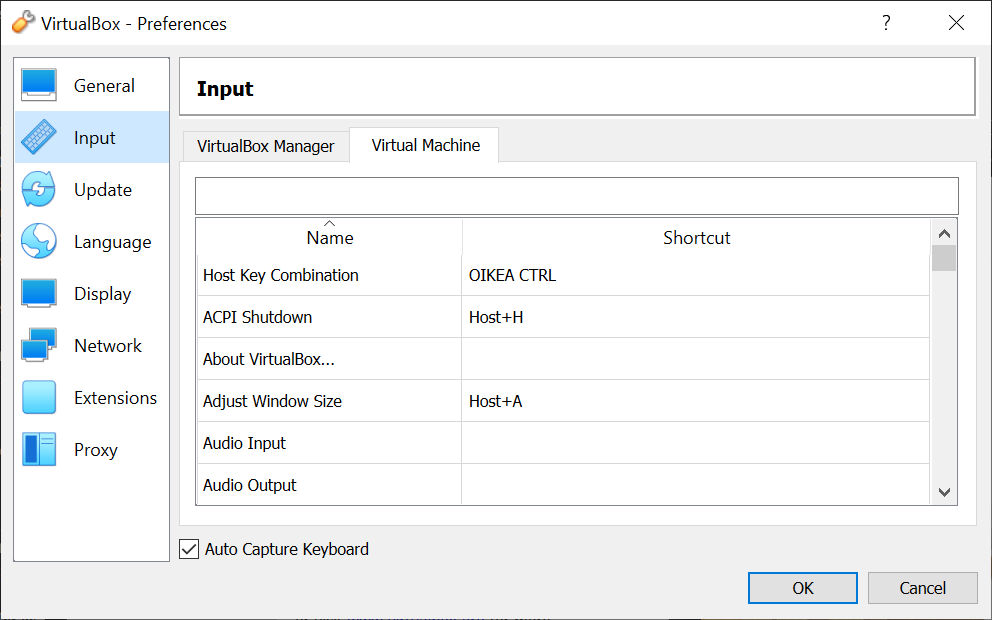 VirtualBox - Preferences
?
General
Input
Update
Language
Display
Network
Extensions
Proxy
Input
VirtualBox Manager
Virtual Machine
Name Shortcut
Host Key Combination OIKEA CTRL
ACPI Shutdown Host+H
About VirtualBox...
Adjust Window Size Host+A
Audio Input
Audio Output
Auto Capture Keyboard
OK
Cancel